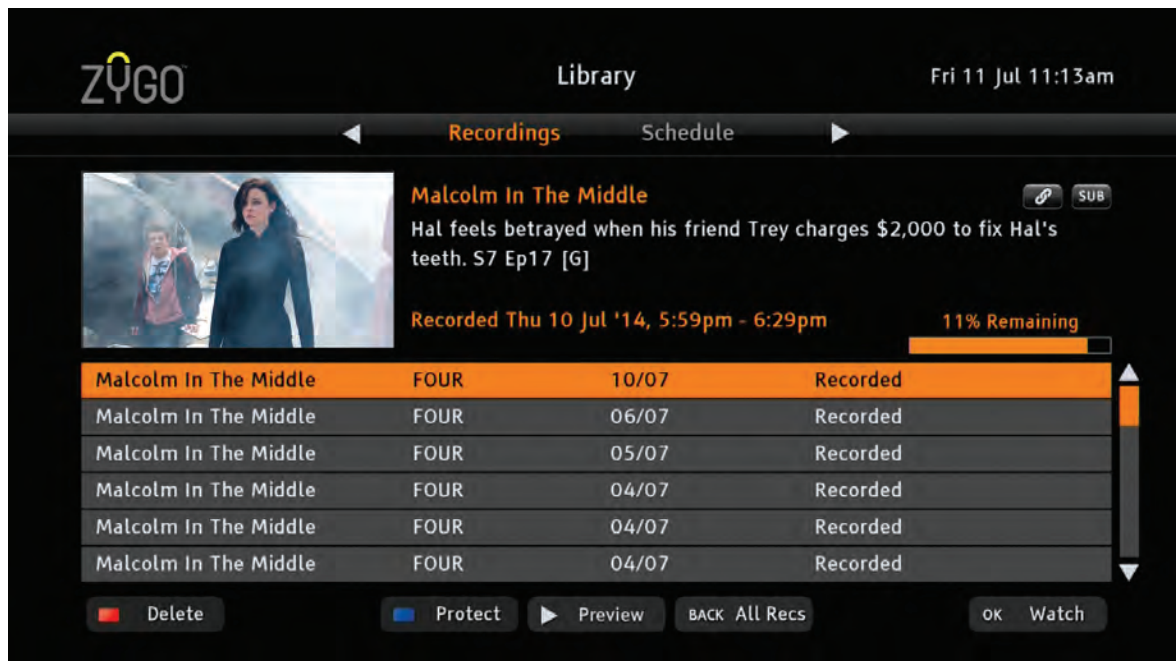 ZYGO
Library
Fri 11 Jul 11:13am
Recordings Schedule
Malcolm In The Middle
SUB
Hal feels betrayed when his friend Trey charges $2,000 to fix Hal's
teeth. S7 Ep17 [G]
Recorded Thu 10 Jul '14, 5:59pm - 6:29pm
11% Remaining
Malcolm In The Middle FOUR 10/07 Recorded
Malcolm In The Middle FOUR 06/07 Recorded
Malcolm In The Middle FOUR 05/07 Recorded
Malcolm In The Middle FOUR 04/07 Recorded
Malcolm In The Middle FOUR 04/07 Recorded
Malcolm In The Middle FOUR 04/07 Recorded
Delete Protect Preview BACK All Recs OK Watch